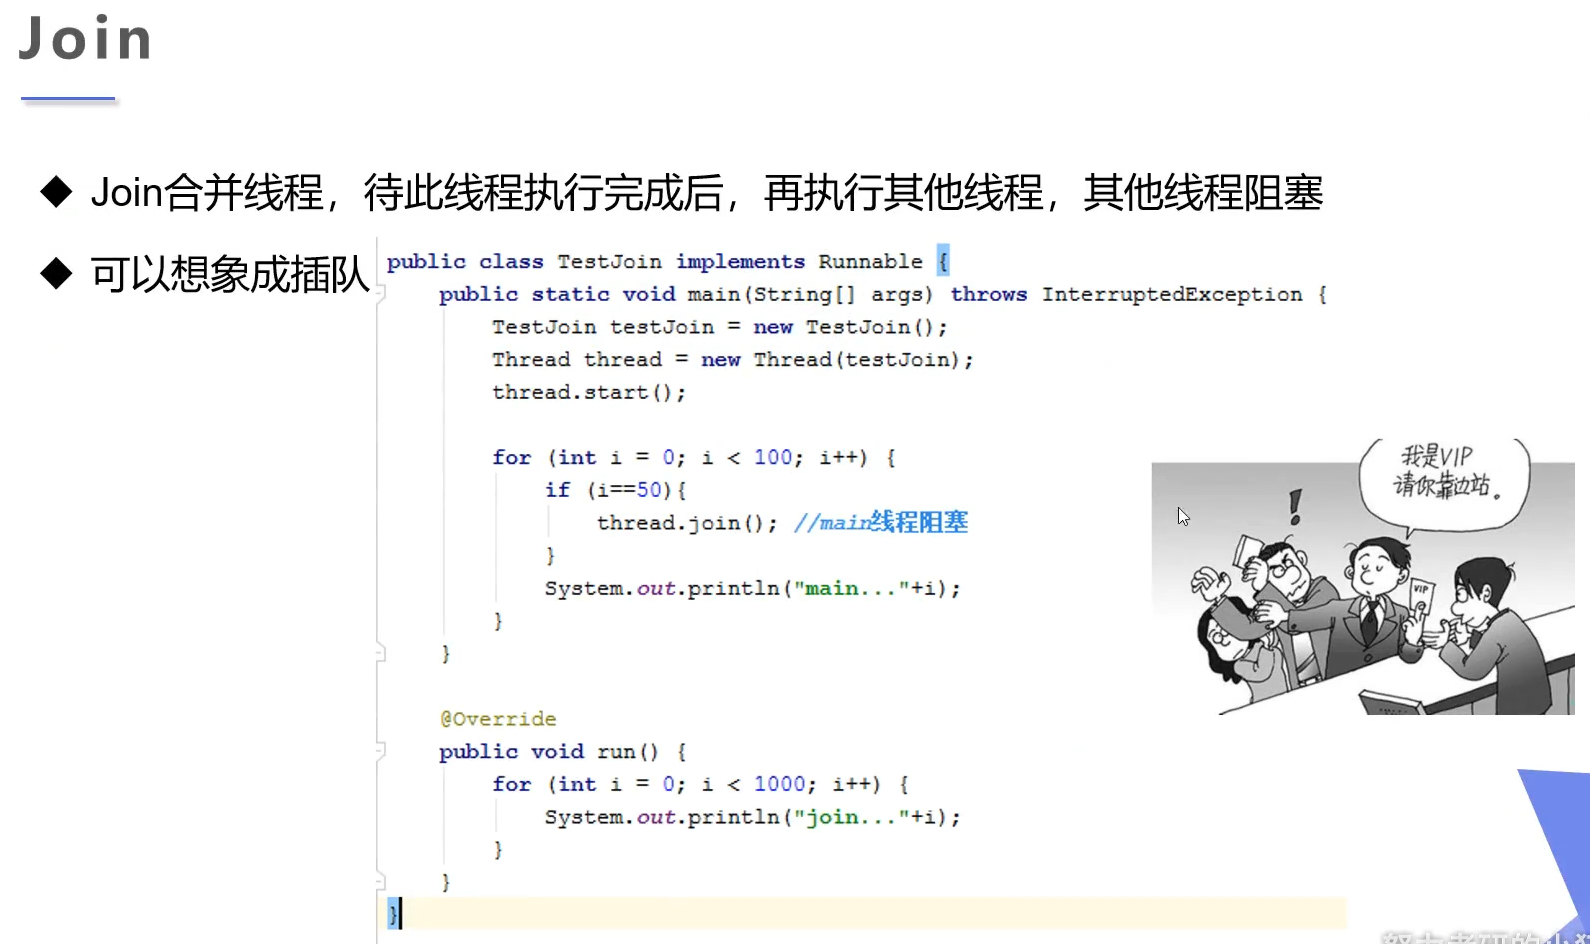 Join
◆ Join合并线程，待此线程执行完成后，再执行其他线程，其他线程阻塞
◆ 可以想象成插队
public class TestJoin implements Runnable {
public static void main(String[] args) throws InterruptedException {
TestJoin testJoin = new TestJoin();
Thread thread = new Thread(testJoin);
thread.start();
for (int i = 0; i < 100; i++) {
if (i==50){
thread.join(); //main线程阻塞
}
System.out.println("main..."+i);
}
}
@Override
public void run() {
for (int i = 0; i < 1000; i++) {
System.out.println("join..."+i);
}
}
}
我是VIP
请你靠边站。
!
VIP